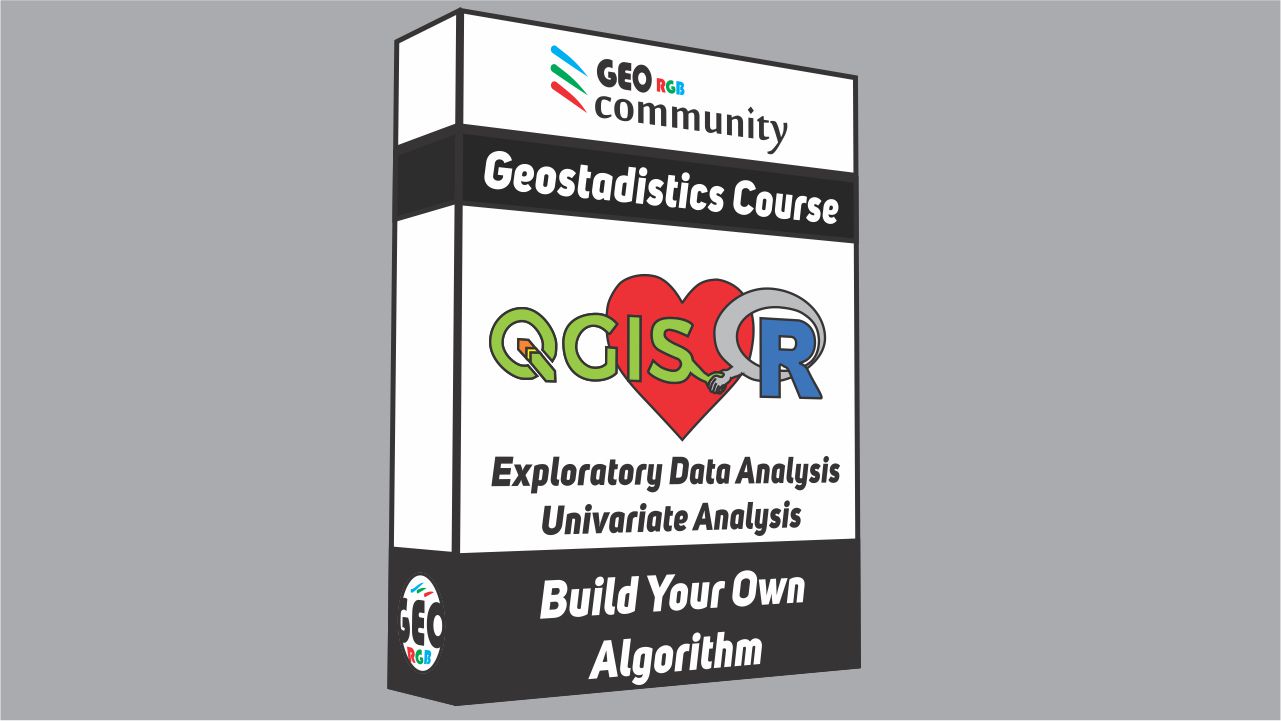 GEO RGB
community
Geostadistics Course
QGIS R
Exploratory Data Analysis
Univariate Analysis
Build Your Own
Algorithm
GEO
RGB